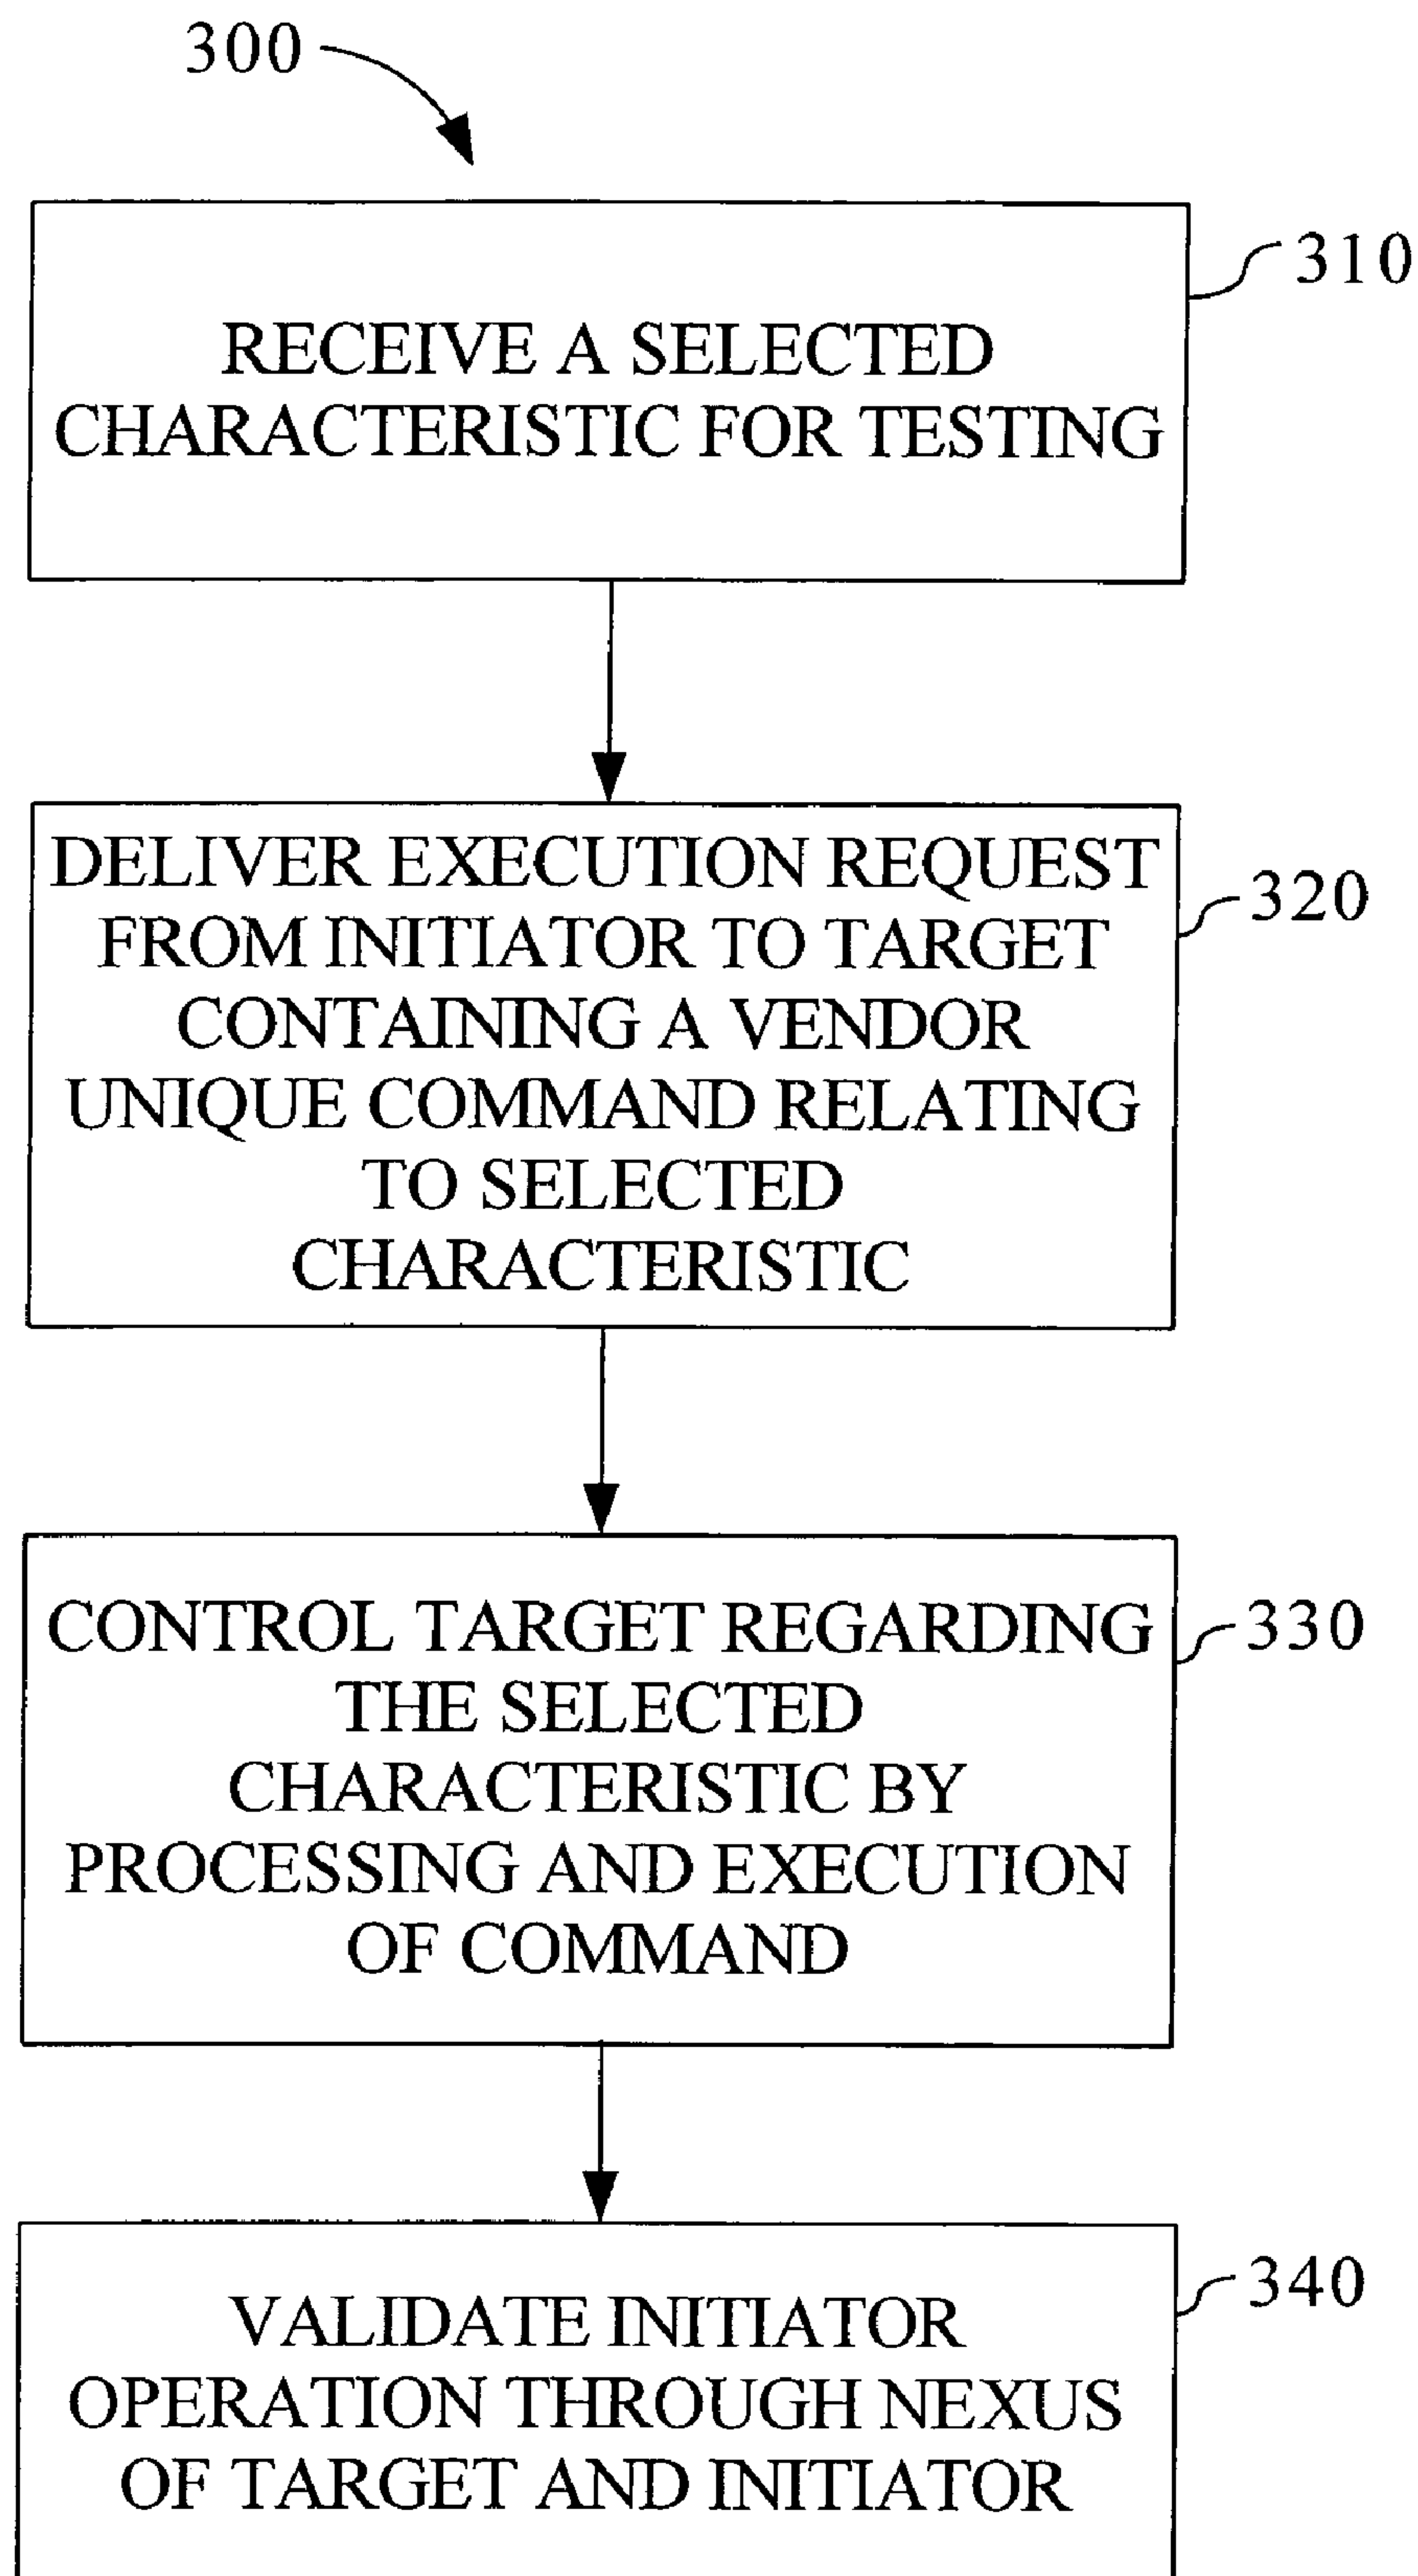 300
310
RECEIVE A SELECTED
CHARACTERISTIC FOR TESTING
320
DELIVER EXECUTION REQUEST
FROM INITIATOR TO TARGET
CONTAINING A VENDOR
UNIQUE COMMAND RELATING
TO SELECTED
CHARACTERISTIC
330
CONTROL TARGET REGARDING
THE SELECTED
CHARACTERISTIC BY
PROCESSING AND EXECUTION
OF COMMAND
340
VALIDATE INITIATOR
OPERATION THROUGH NEXUS
OF TARGET AND INITIATOR